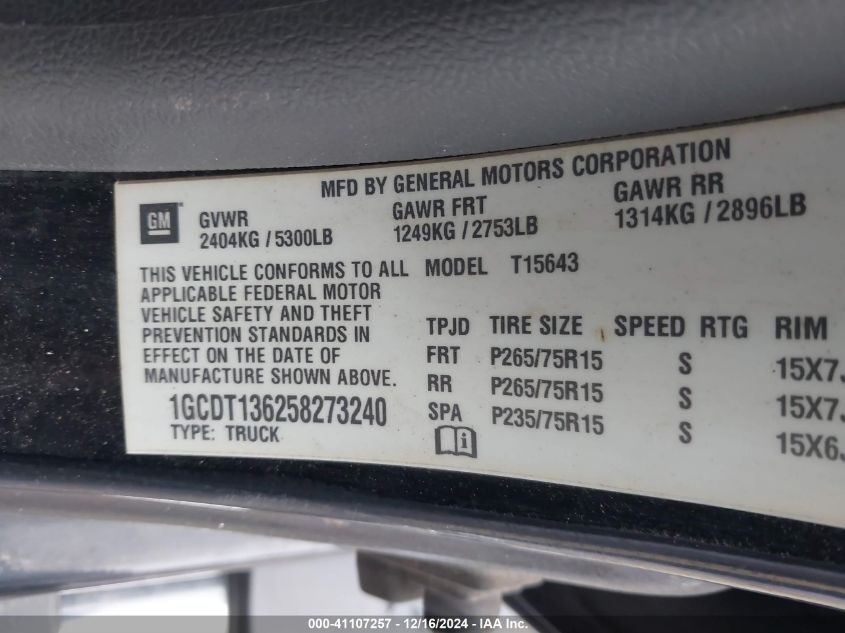 MFD BY GENERAL MOTORS CORPORATION
GM
GVWR GAWR FRT GAWR RR
2404KG / 5300LB 1249KG / 2753LB 1314KG / 2896LB
THIS VEHICLE CONFORMS TO ALL
APPLICABLE FEDERAL MOTOR
VEHICLE SAFETY AND THEFT
PREVENTION STANDARDS IN
EFFECT ON THE DATE OF
MANUFACTURE SHOWN ABOVE.
1GCDT136258273240
TYPE: TRUCK
MODEL T15643
TPJD TIRE SIZE SPEED RTG RIM
FRT P265/75R15 S 15X7J
RR P265/75R15 S 15X7J
SPA P235/75R15 S 15X6J
000-41107257 - 12/16/2024 - IAA Inc.